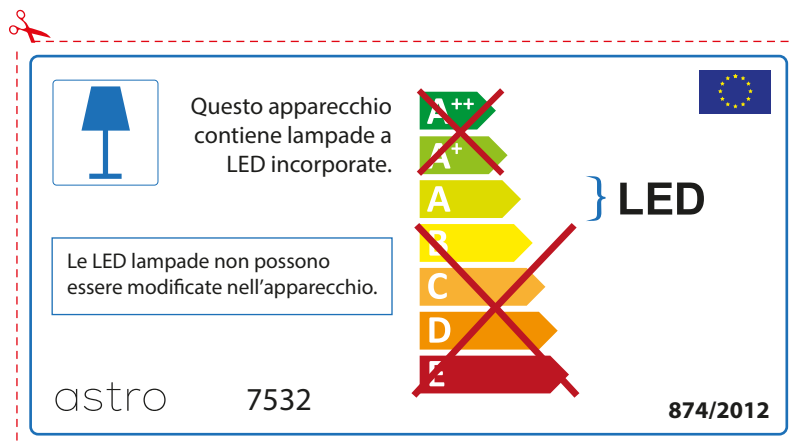 Questo apparecchio
contiene lampade a
LED incorporate.
Le LED lampade non possono
essere modificate nell’apparecchio.
A++
A+
A
B
C
D
E
LED
astro
7532
874/2012